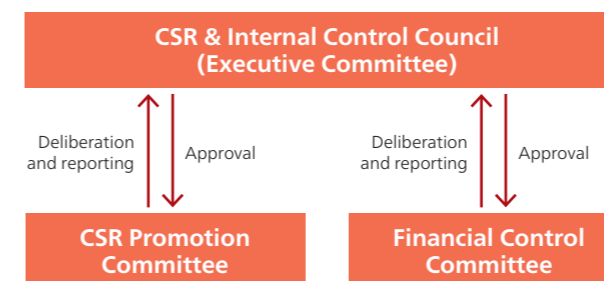 CSR & Internal Control Council
(Executive Committee)
Deliberation
and reporting
Approval
Deliberation
and reporting
Approval
CSR Promotion
Committee
Financial Control
Committee